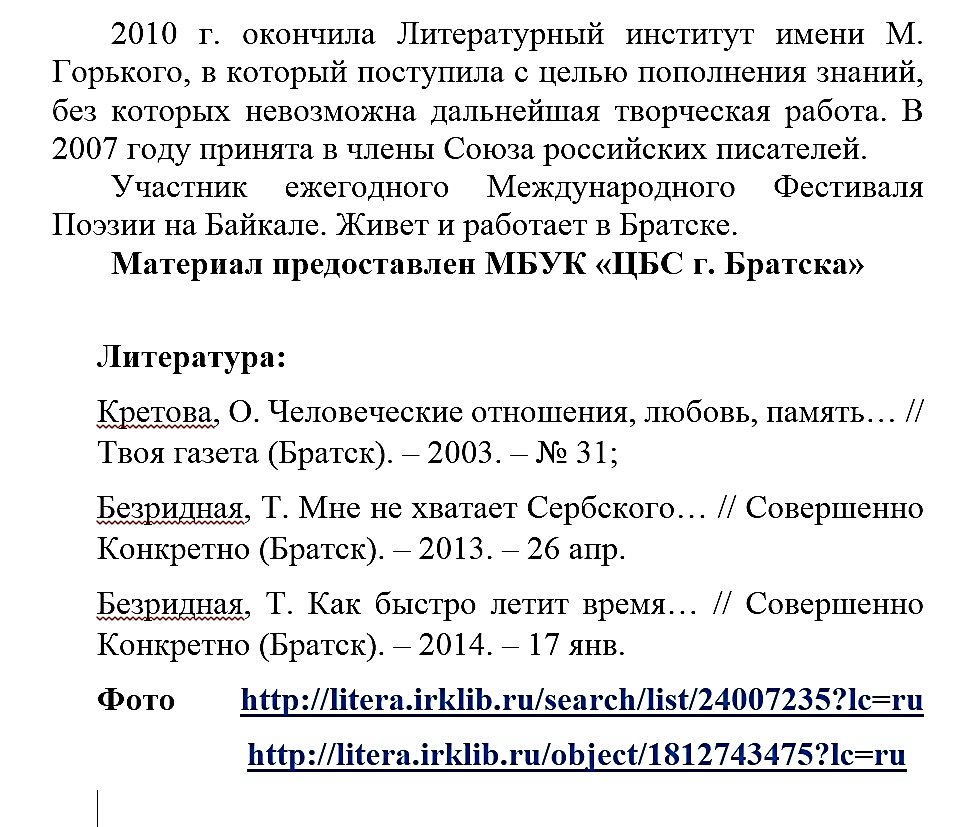 2010 г. окончила Литературный институт имени М.
Горького, в который поступила с целью пополнения знаний,
без которых невозможна дальнейшая творческая работа. В
2007 году принята в члены Союза российских писателей.
Участник ежегодного Международного Фестиваля
Поэзии на Байкале. Живет и работает в Братске.
Материал предоставлен МБУК «ЦБС г. Братска»
Литература:
Кретова, О. Человеческие отношения, любовь, память… //
Твоя газета (Братск). – 2003. – № 31;
Безридная, Т. Мне не хватает Сербского… // Совершенно
Конкретно (Братск). – 2013. – 26 апр.
Безридная, Т. Как быстро летит время… // Совершенно
Конкретно (Братск). – 2014. – 17 янв.
Фото http://litera.irklib.ru/search/list/24007235?lc=ru
http://litera.irklib.ru/object/1812743475?lc=ru